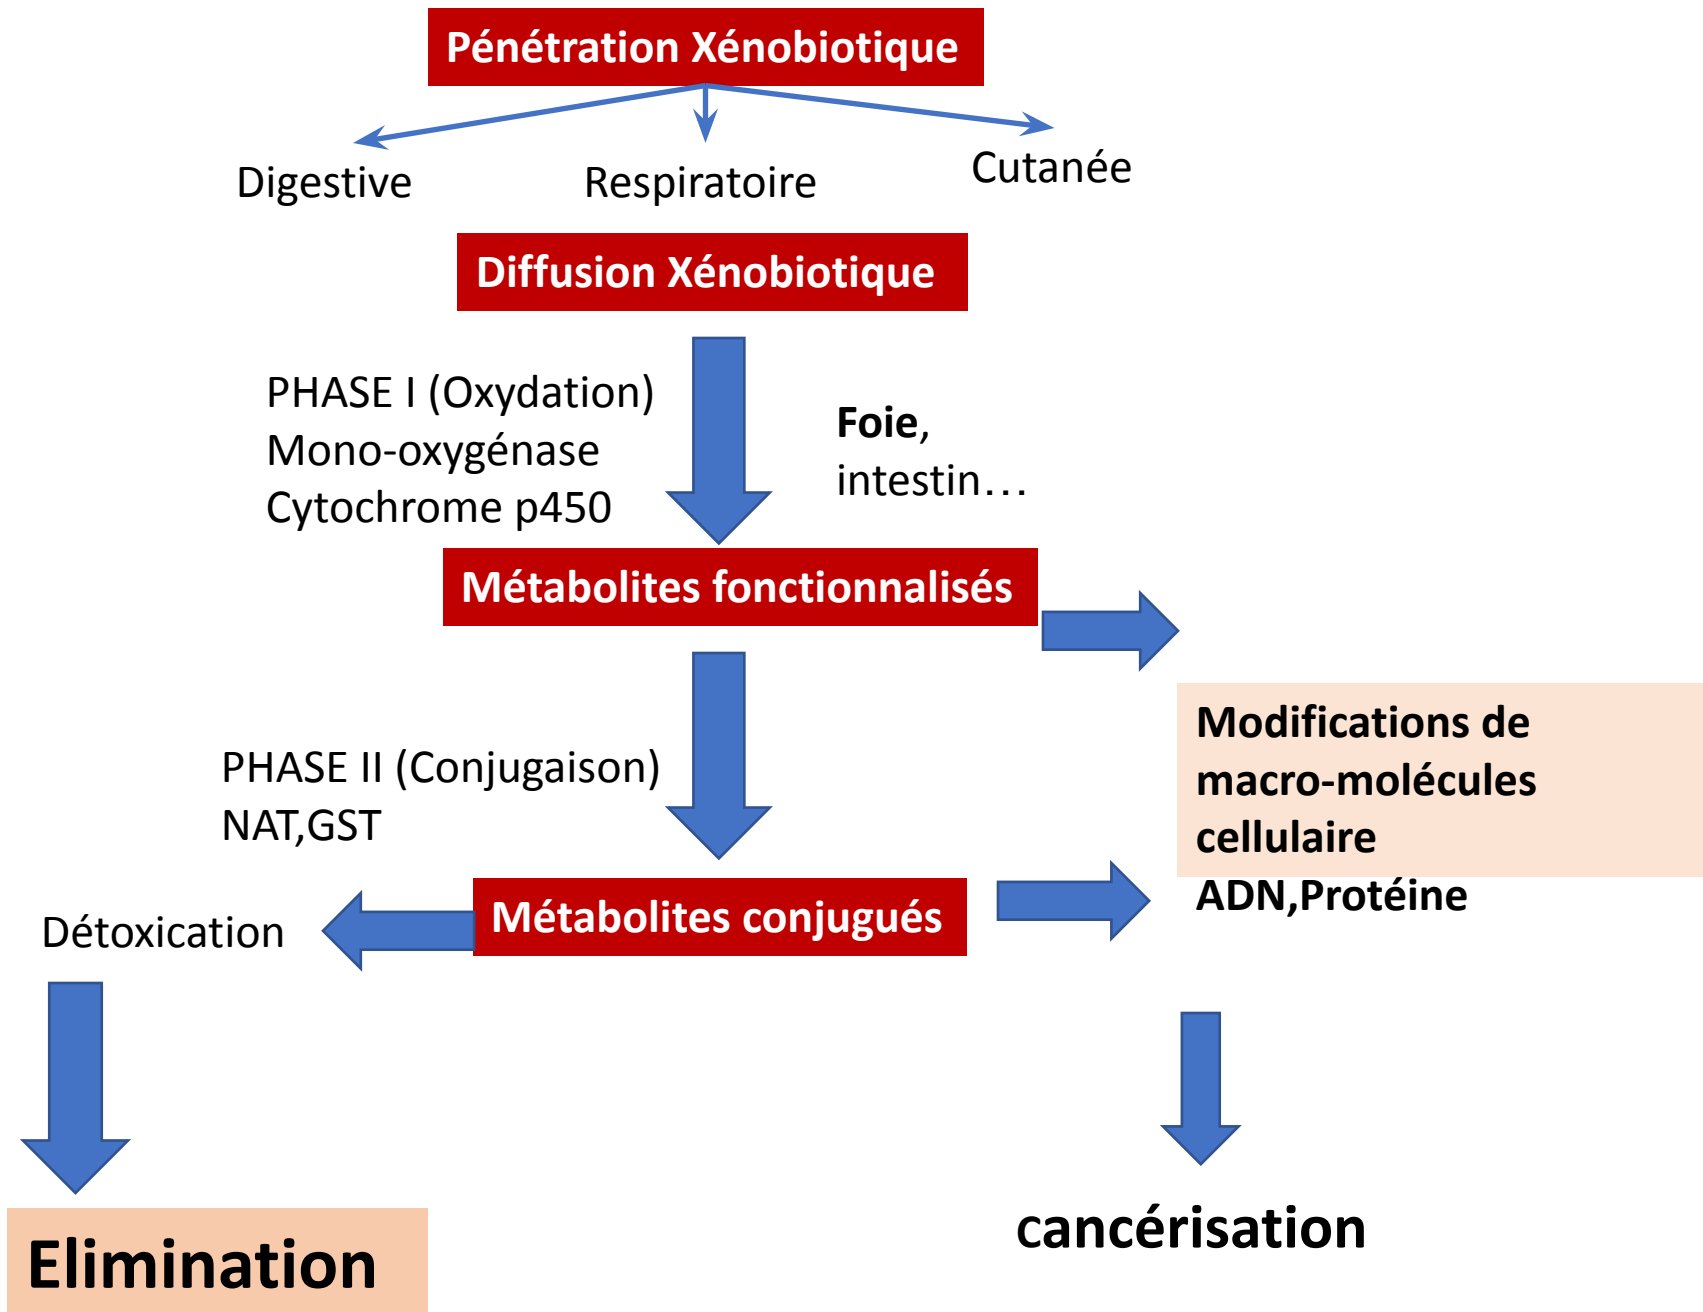 Pénétration Xénobiotique
Digestive
Respiratoire
Cutanée
Diffusion Xénobiotique
PHASE I (Oxydation)
Mono-oxygénase
Cytochrome p450
Foie,
intestin...
Métabolites fonctionnalisés
PHASE II (Conjugaison)
NAT,GST
Modifications de
macro-molécules
cellulaire
ADN,Protéine
Métabolites conjugués
Détoxication
Elimination
cancérisation